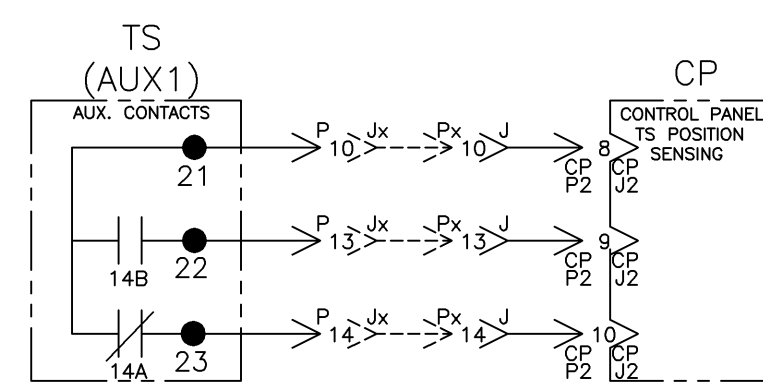 TS
(AUX1)
AUX. CONTACTS
CP
CONTROL PANEL
TS POSITION
SENSING
21
P 10 Jx Px 10 J
8
CP CP
P2 J2
14B
22
P 13 Jx Px 13 J
9
CP CP
P2 J2
14A
23
P 14 Jx Px 14 J
10
CP CP
P2 J2